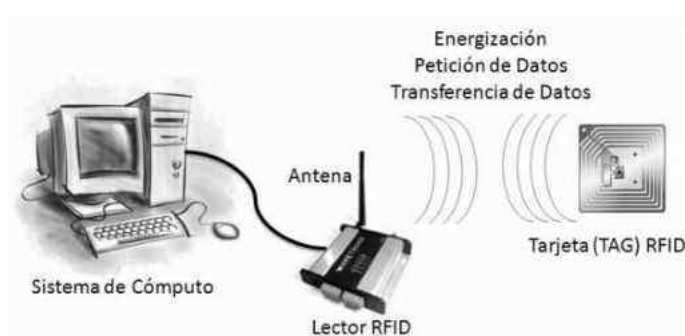 Energización
Petición de Datos
Transferencia de Datos
Antena
Tarjeta (TAG) RFID
Sistema de Cómputo
Lector RFID